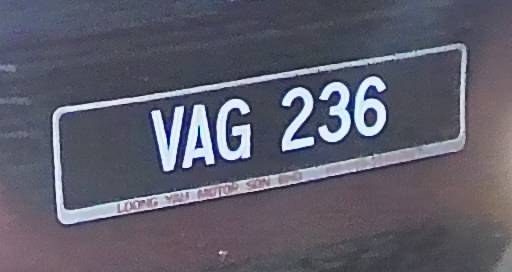 VAG 236
LOONG YAU MOTOR SDN BHD